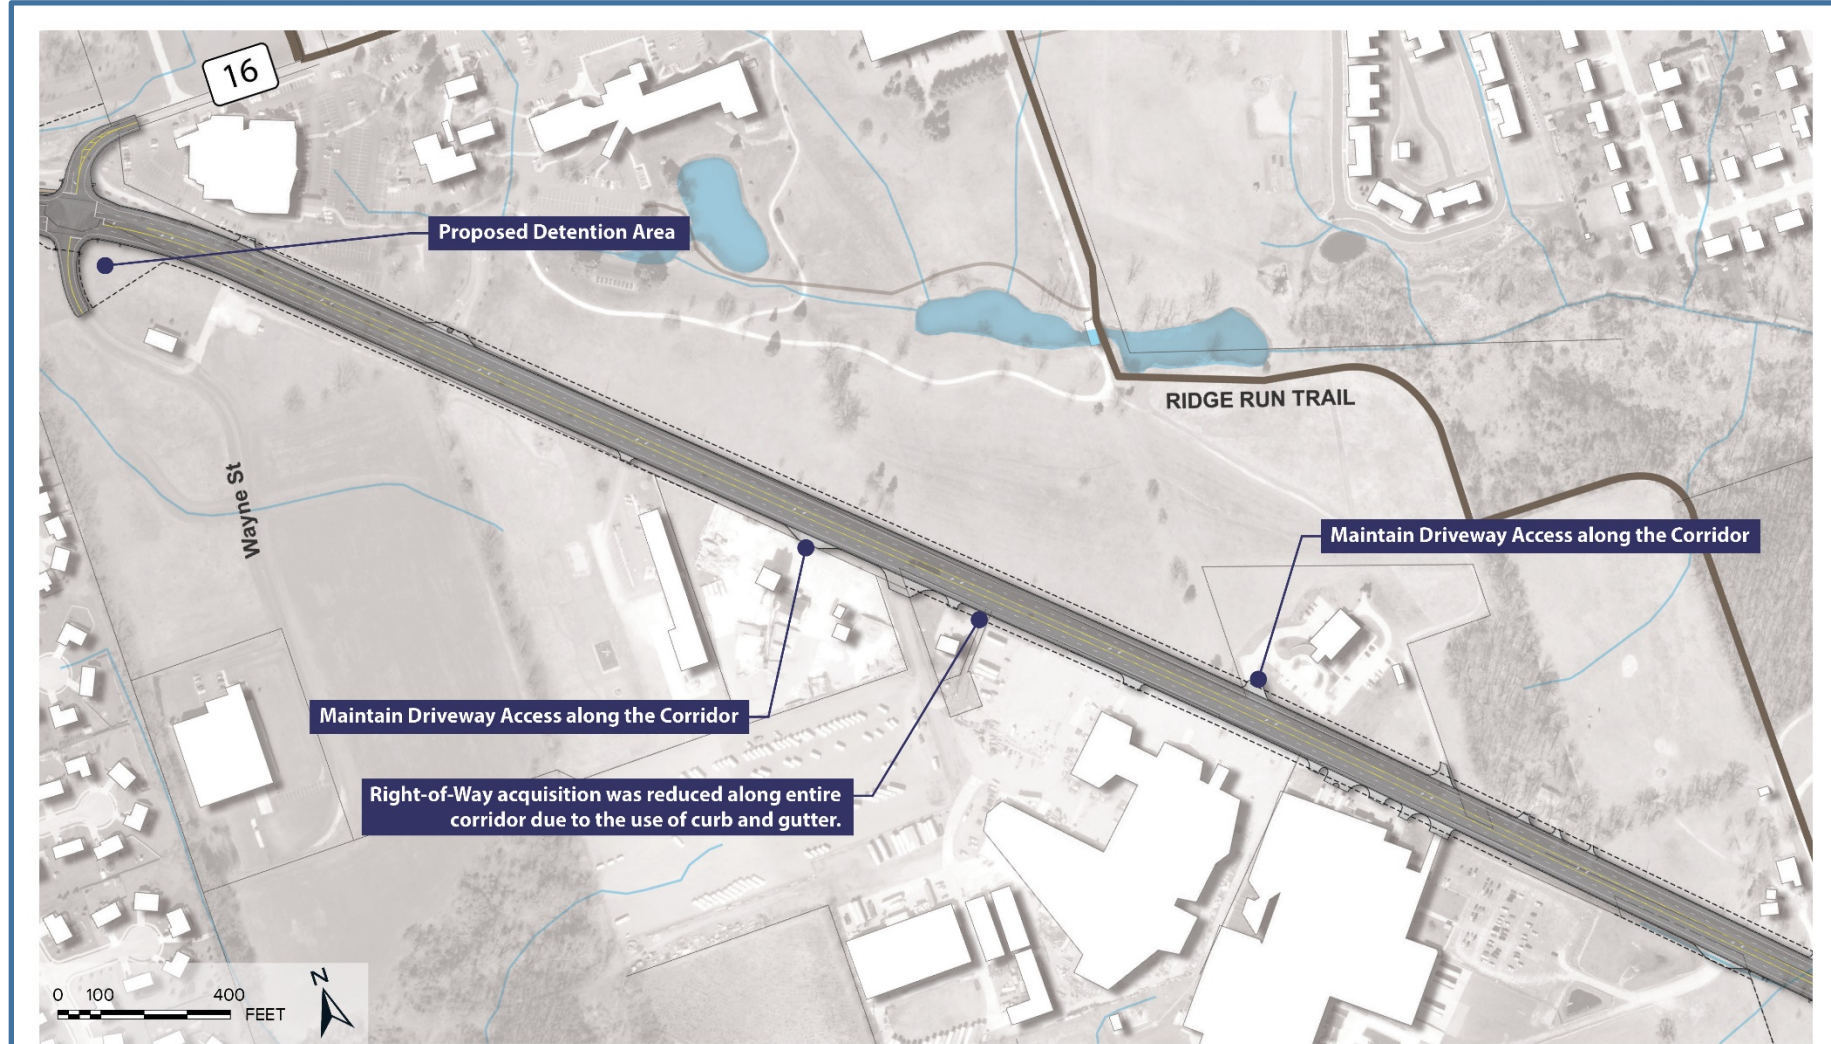 16
Proposed Detention Area
RIDGE RUN TRAIL
Wayne St
Maintain Driveway Access along the Corridor
Maintain Driveway Access along the Corridor
Right-of-Way acquisition was reduced along entire
corridor due to the use of curb and gutter.
N
0 100 400
FEET